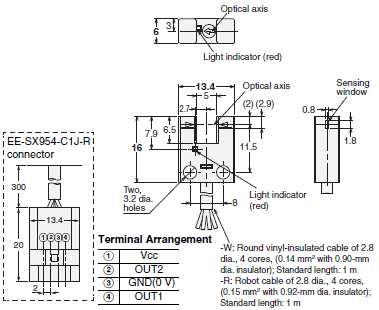 Optical axis
3
6
Light indicator (red)
13.4
5
Optical axis
2.7
(2) (2.9)
Sensing
window
0.8
1.8
7.9
6.5
16
11.5
EE-SX954-C1J-R
connector
300
Two,
3.2 dia.
holes
8
Light indicator
(red)
13.4
① ② ③ ④
20
2
Terminal Arrangement
① Vcc
② OUT2
③ GND(0 V)
④ OUT1
-W: Round vinyl-insulated cable of 2.8
dia., 4 cores, (0.14 mm² with 0.90-mm
dia. insulator); Standard length: 1 m
-R: Robot cable of 2.8 dia., 4 cores,
(0.15 mm² with 0.92-mm dia. insulator);
Standard length: 1 m